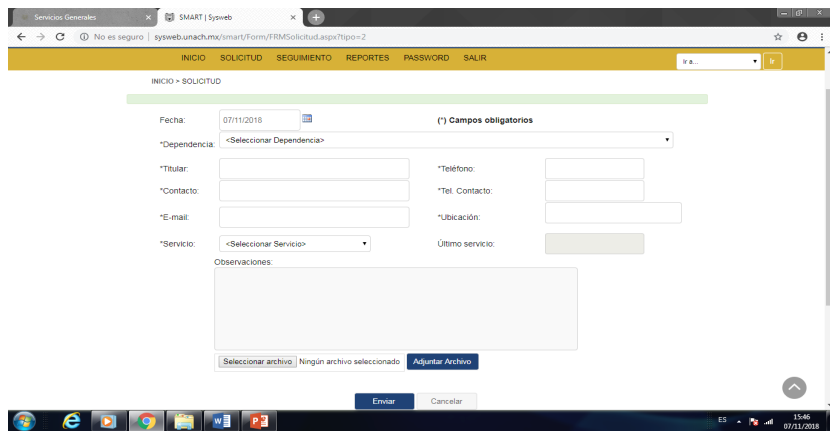 Servicios Generales × SMART | Sysweb ×
No es seguro | sysweb.unach.mx/smart/Form/FRMSolicitud.aspx?tipo=2
INICIO SOLICITUD SEGUIMIENTO REPORTES PASSWORD SALIR Ir a... Ir
INICIO > SOLICITUD
Fecha: 07/11/2018 (*) Campos obligatorios
*Dependencia: <Seleccionar Dependencia>
*Titular: *Teléfono:
*Contacto: *Tel. Contacto:
*E-mail: *Ubicación:
*Servicio: <Seleccionar Servicio> Último servicio:
Observaciones:
Seleccionar archivo Ningún archivo seleccionado Adjuntar Archivo
Enviar Cancelar
ES 15:46
07/11/2018